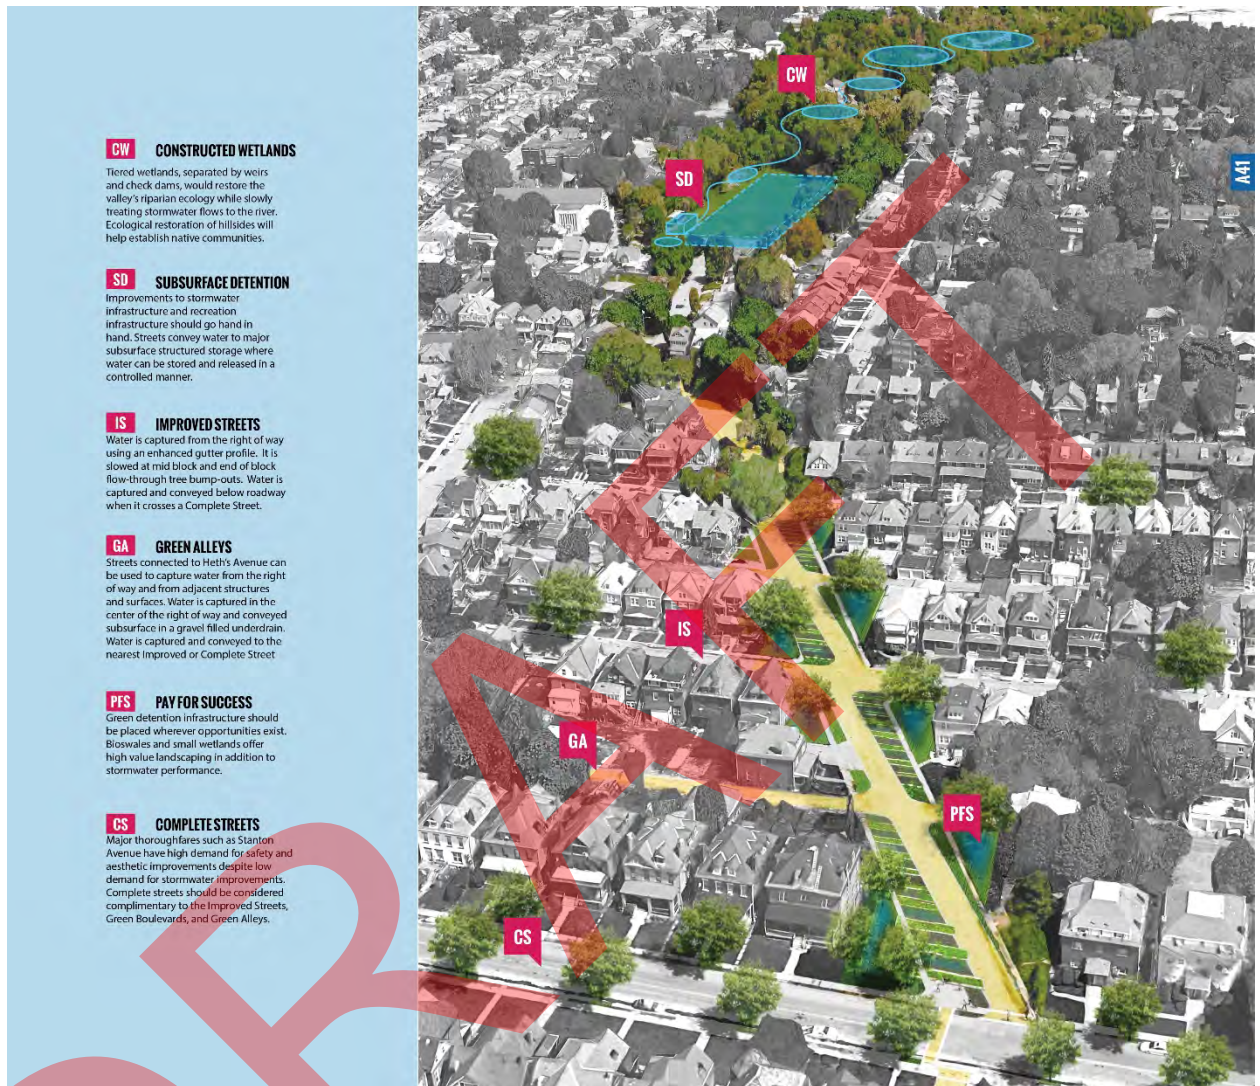 CW CONSTRUCTED WETLANDS
Tiered wetlands, separated by weirs
and check dams, would restore the
valley's riparian ecology while slowly
treating stormwater flows to the river.
Ecological restoration of hillsides will
help establish native communities.
SD SUBSURFACE DETENTION
Improvements to stormwater
infrastructure and recreation
infrastructure should go hand in
hand. Streets convey water to major
subsurface structured storage where
water can be stored and released in a
controlled manner.
IS IMPROVED STREETS
Water is captured from the right of way
using an enhanced gutter profile. It is
slowed at mid block and end of block
flow-through tree bump-outs. Water is
captured and conveyed below roadway
when it crosses a Complete Street.
GA GREEN ALLEYS
Streets connected to Heth's Avenue can
be used to capture water from the right
of way and from adjacent structures
and surfaces. Water is captured in the
center of the right of way and conveyed
subsurface in a gravel filled underdrain.
Water is captured and conveyed to the
nearest Improved or Complete Street
PFS PAY FOR SUCCESS
Green detention infrastructure should
be placed wherever opportunities exist.
Bioswales and small wetlands offer
high value landscaping in addition to
stormwater performance.
CS COMPLETE STREETS
Major thoroughfares such as Stanton
Avenue have high demand for safety and
aesthetic improvements despite low
demand for stormwater improvements.
Complete streets should be considered
complimentary to the Improved Streets,
Green Boulevards, and Green Alleys.
CW
SD
IS
GA
PFS
CS
A41
RAFT